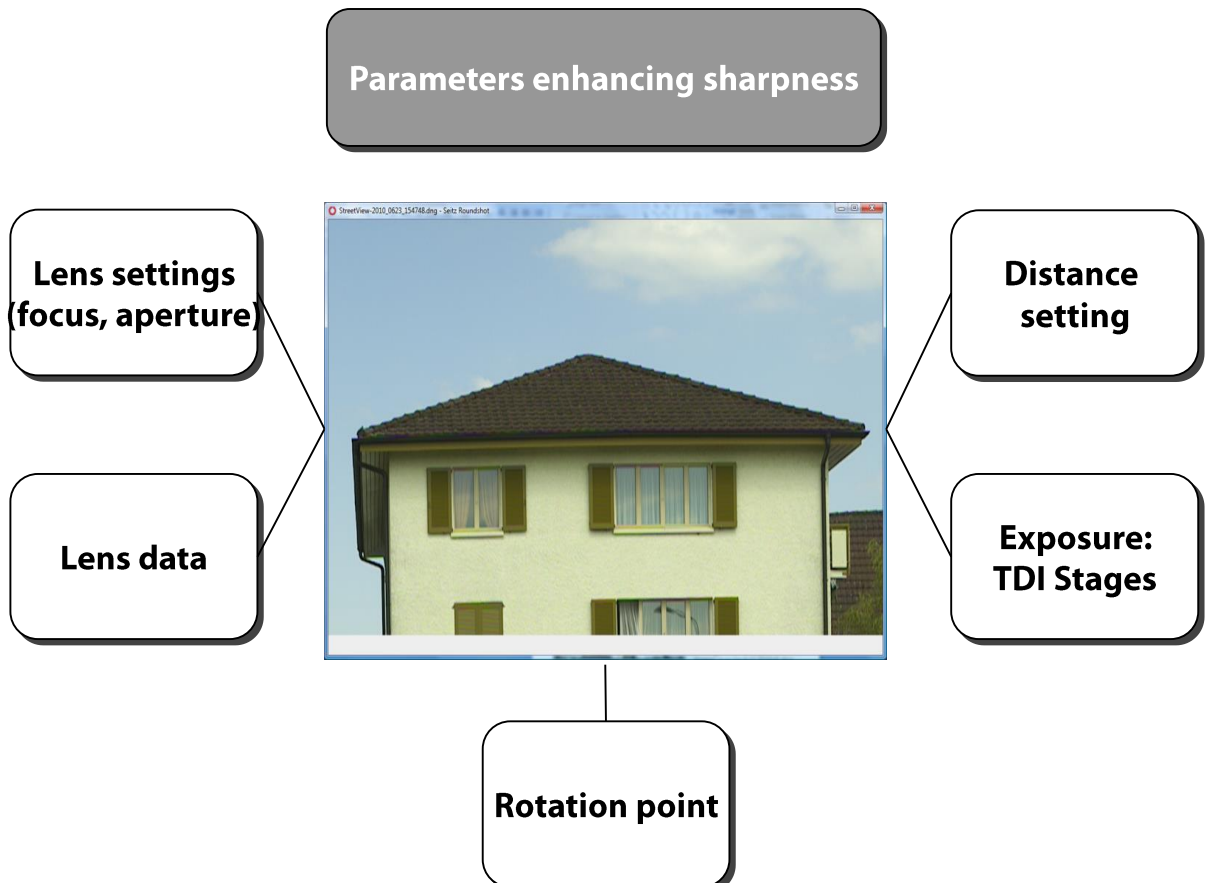 Parameters enhancing sharpness
StreetView-2010_0623_154748.dng - Seitz Roundshot
Lens settings
(focus, aperture)
Distance
setting
Lens data
Exposure:
TDI Stages
Rotation point